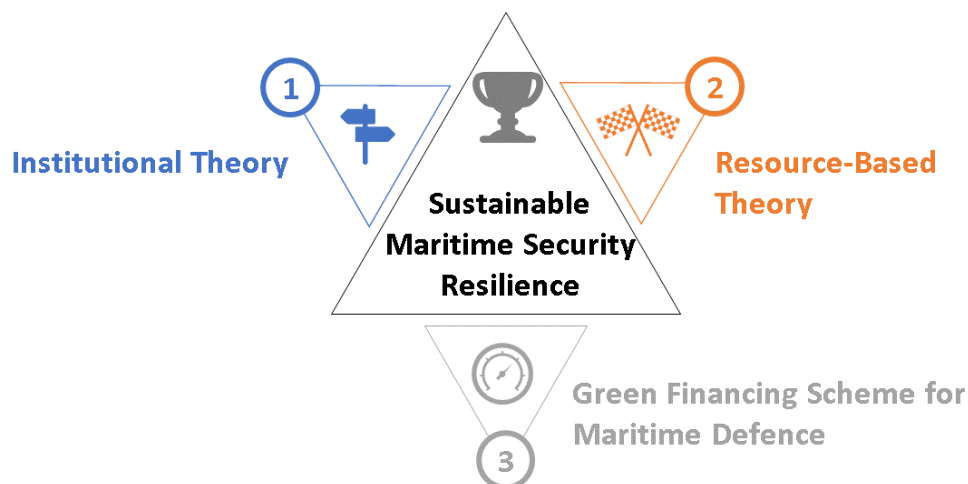 1
2
Institutional Theory
Resource-Based
Theory
Sustainable
Maritime Security
Resilience
Green Financing Scheme for
Maritime Defence
3